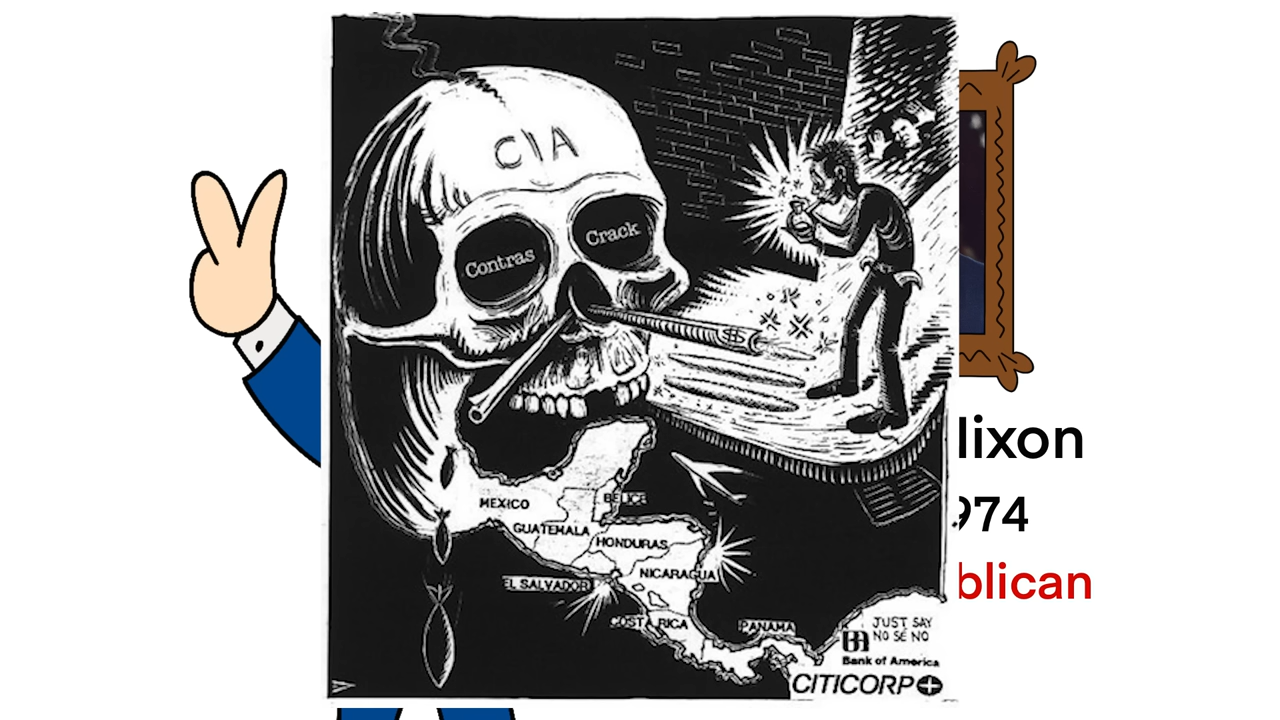 CIA
Contras
Crack
$
lixon
974
blican
MEXICO
BELICE
GUATEMALA
HONDURAS
NICARAGUA
EL SALVADOR
COSTA RICA
PANAMA
JUST SAY
NO SÉ NO
Bank of America
CITICORP